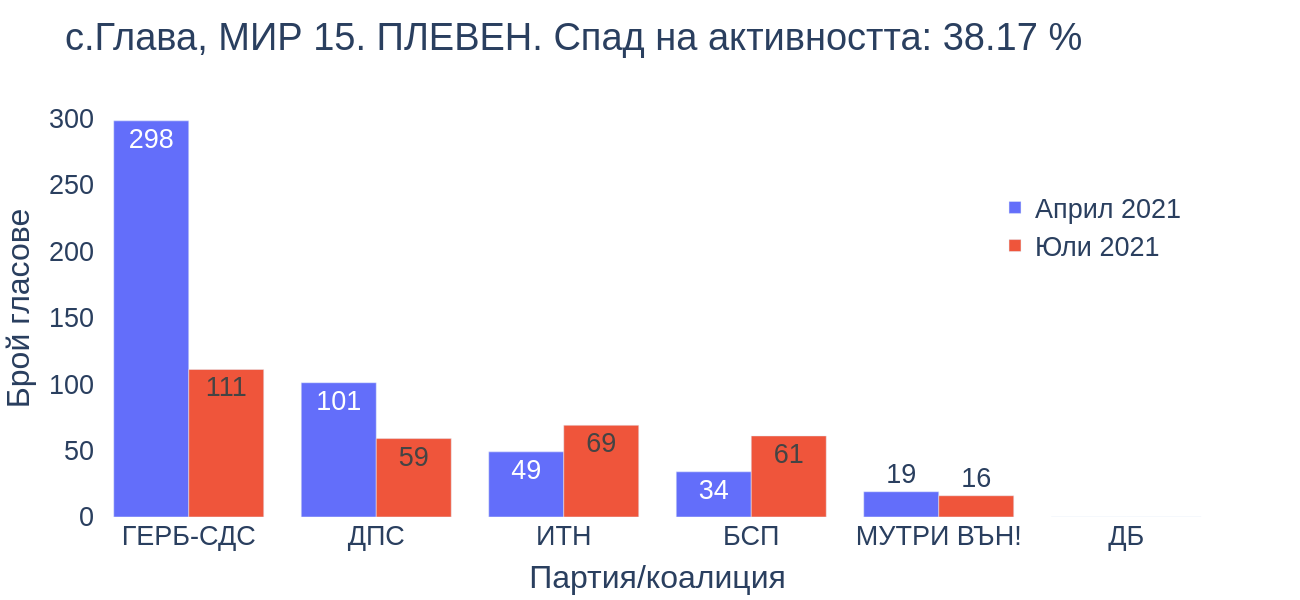 с.Глава, МИР 15. ПЛЕВЕН. Спад на активността: 38.17 %
Брой гласове
300
250
200
150
100
50
0
298
111
101
59
49
69
34
61
19
16
Април 2021
Юли 2021
ГЕРБ-СДС
ДПС
ИТН
БСП
МУТРИ ВЪН!
ДБ
Партия/коалиция